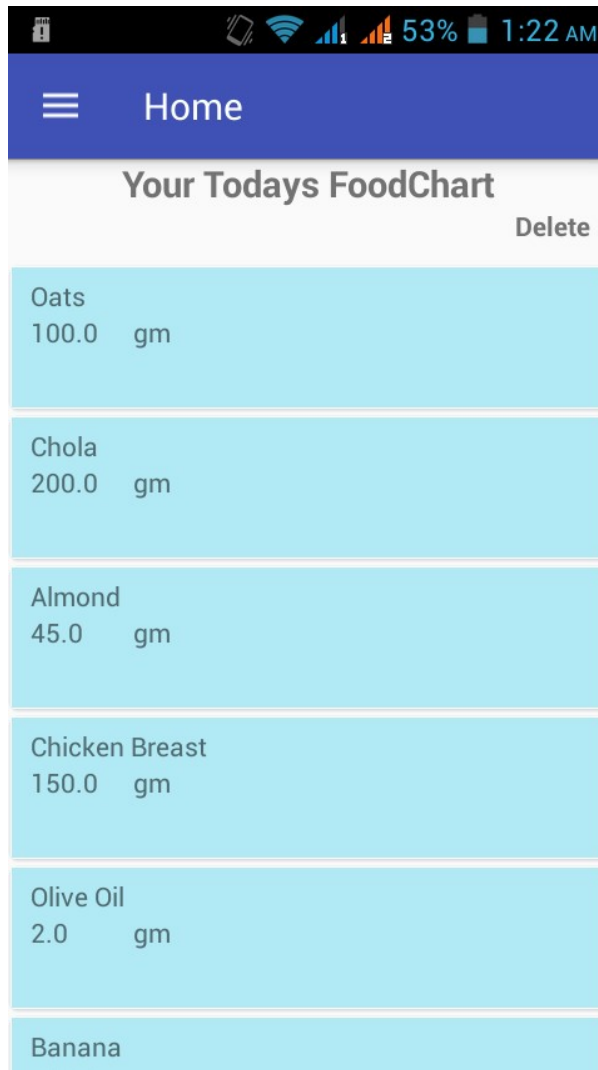 53% 1:22 AM
Home
Your Todays FoodChart
Delete
Oats
100.0 gm
Chola
200.0 gm
Almond
45.0 gm
Chicken Breast
150.0 gm
Olive Oil
2.0 gm
Banana